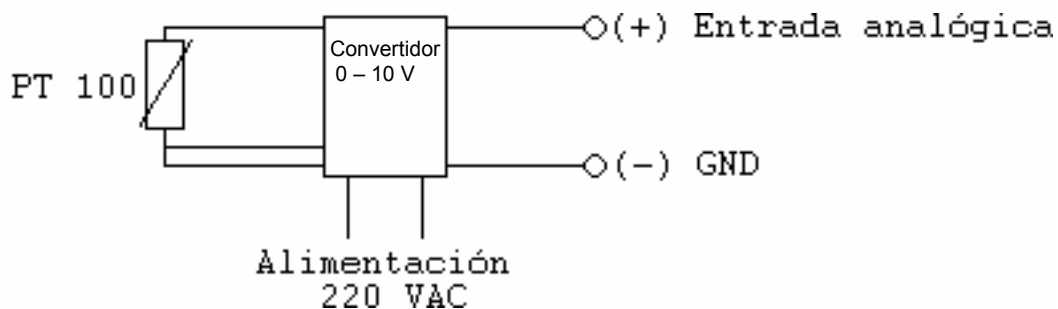 (+) Entrada analógica
Convertidor
0 – 10 V
PT 100
(-) GND
Alimentación
220 VAC